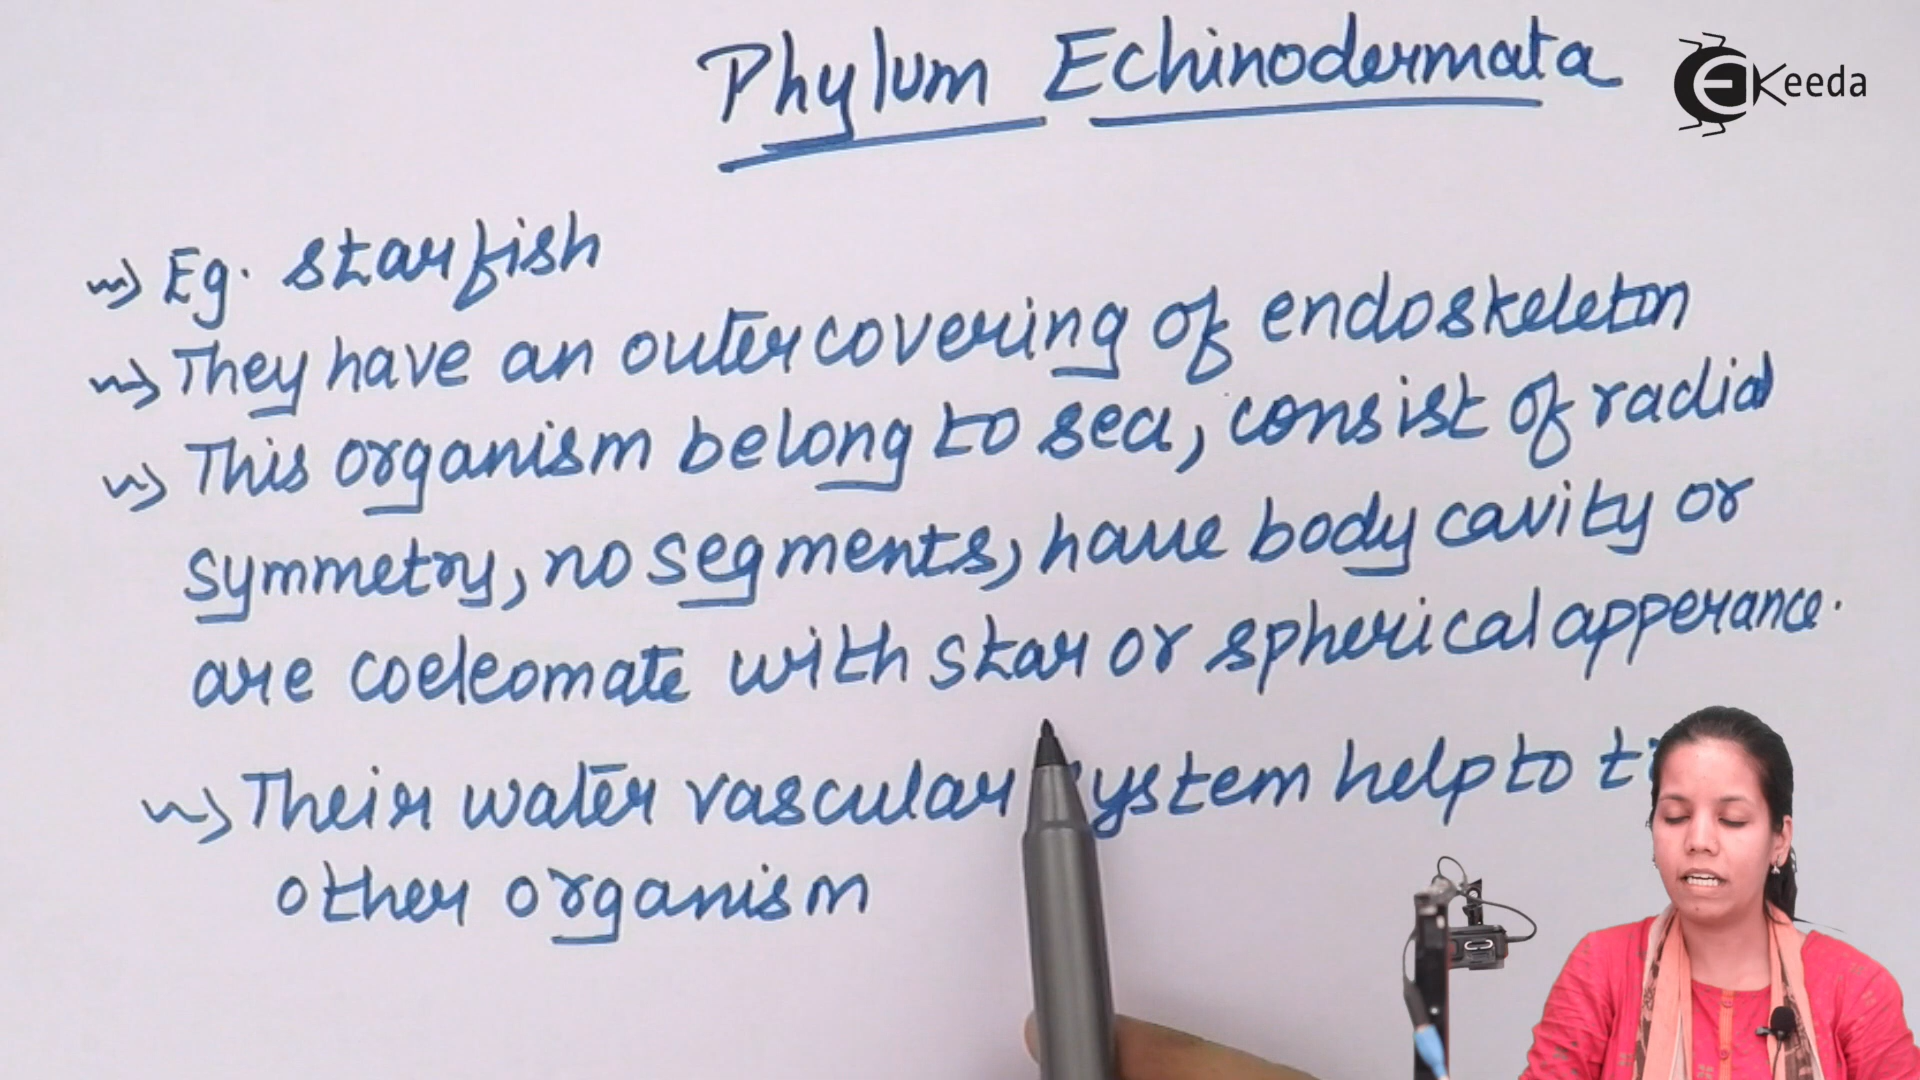 Phylum Echinodermata
EKeeda
Eg. starfish
They have an outer covering of endoskeleton
This organism belong to sea, consist of radial
symmetry, no segments, have body cavity or
are coeleomate with star or spherical apperance.
Their water vascular system help to
other organism